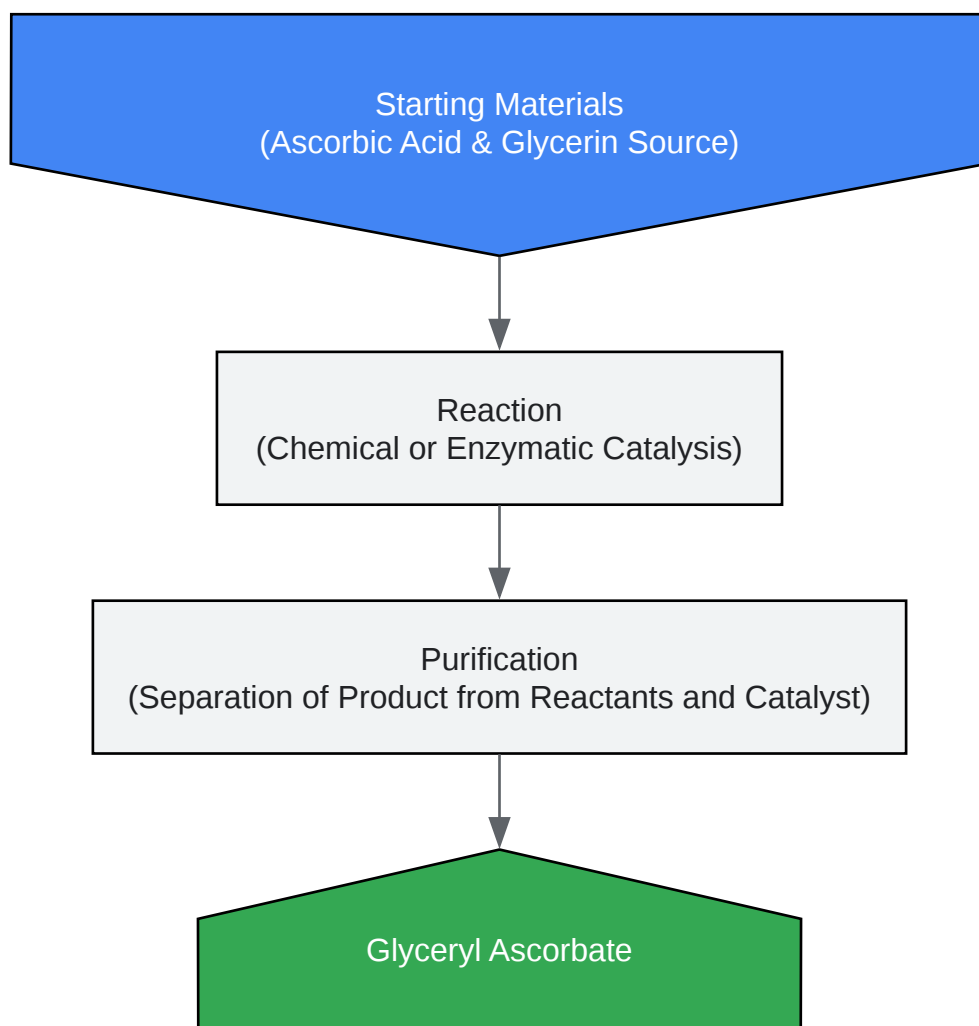 Starting Materials
(Ascorbic Acid & Glycerin Source)
Reaction
(Chemical or Enzymatic Catalysis)
Purification
(Separation of Product from Reactants and Catalyst)
Glyceryl Ascorbate